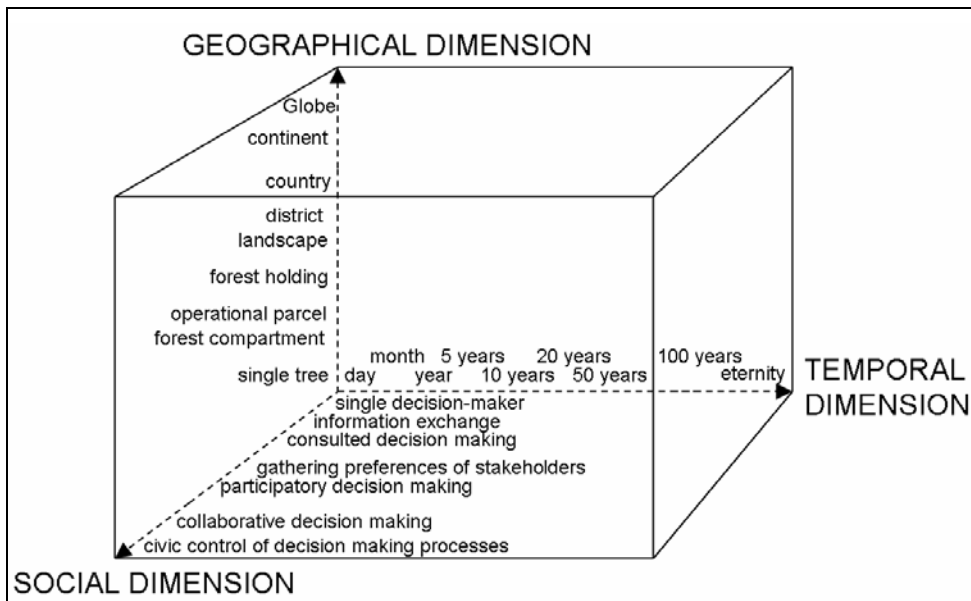 GEOGRAPHICAL DIMENSION
Globe
continent
country
district
landscape
forest holding
operational parcel
forest compartment
single tree
month 5 years 20 years 100 years
day year 10 years 50 years eternity
TEMPORAL
DIMENSION
single decision-maker
information exchange
consulted decision making
gathering preferences of stakeholders
participatory decision making
collaborative decision making
civic control of decision making processes
SOCIAL DIMENSION